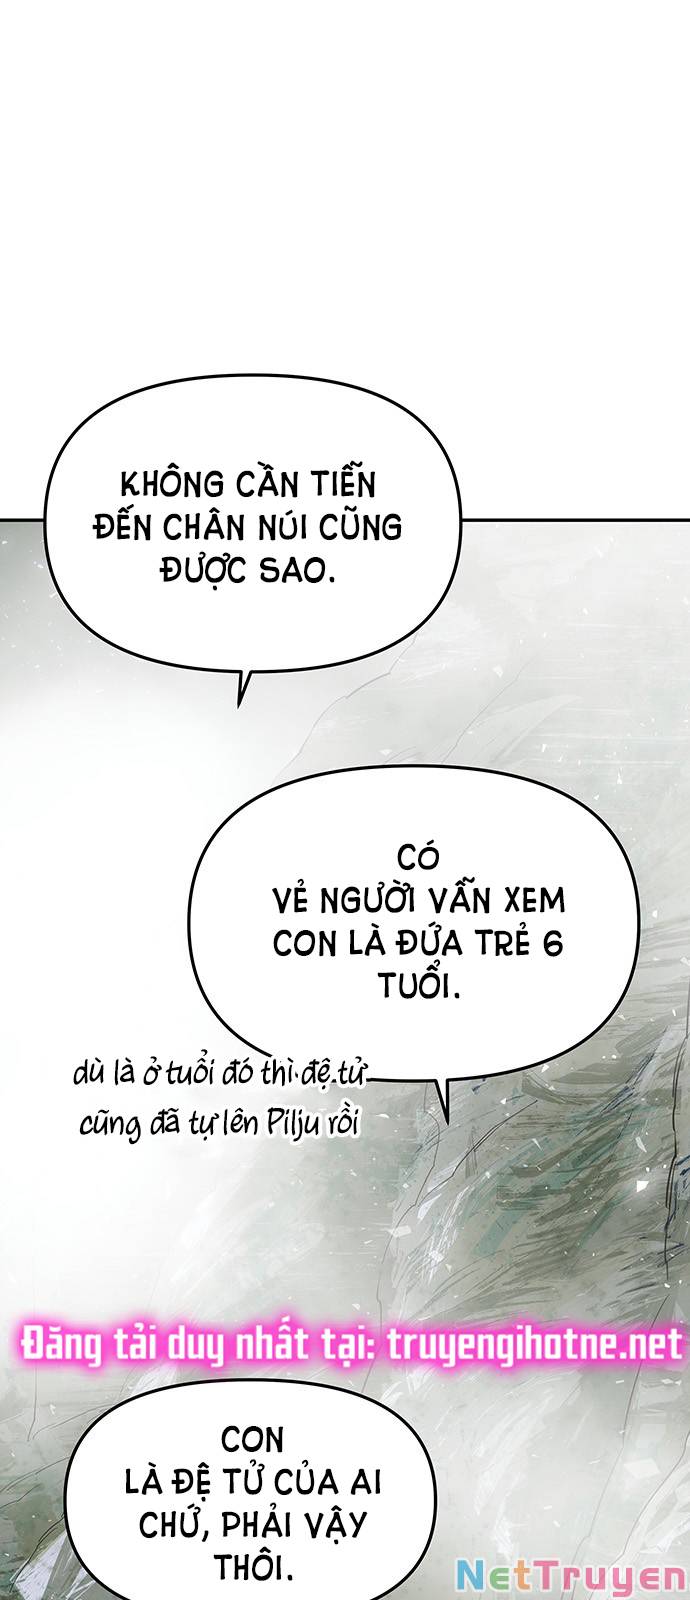 KHÔNG CẦN TIỄN
ĐẾN CHÂN NÚI CŨNG
ĐƯỢC SAO.
CÓ
VẺ NGƯỜI VẪN XEM
CON LÀ ĐỨA TRẺ 6
TUỔI.
dù là ở tuổi đó thì đệ tử
cũng đã tự lên Pilju rồi
Đăng tải duy nhất tại: truyengihotne.net
CON
LÀ ĐỆ TỬ CỦA AI
CHỨ, PHẢI VẬY
THÔI.
NetTruyen